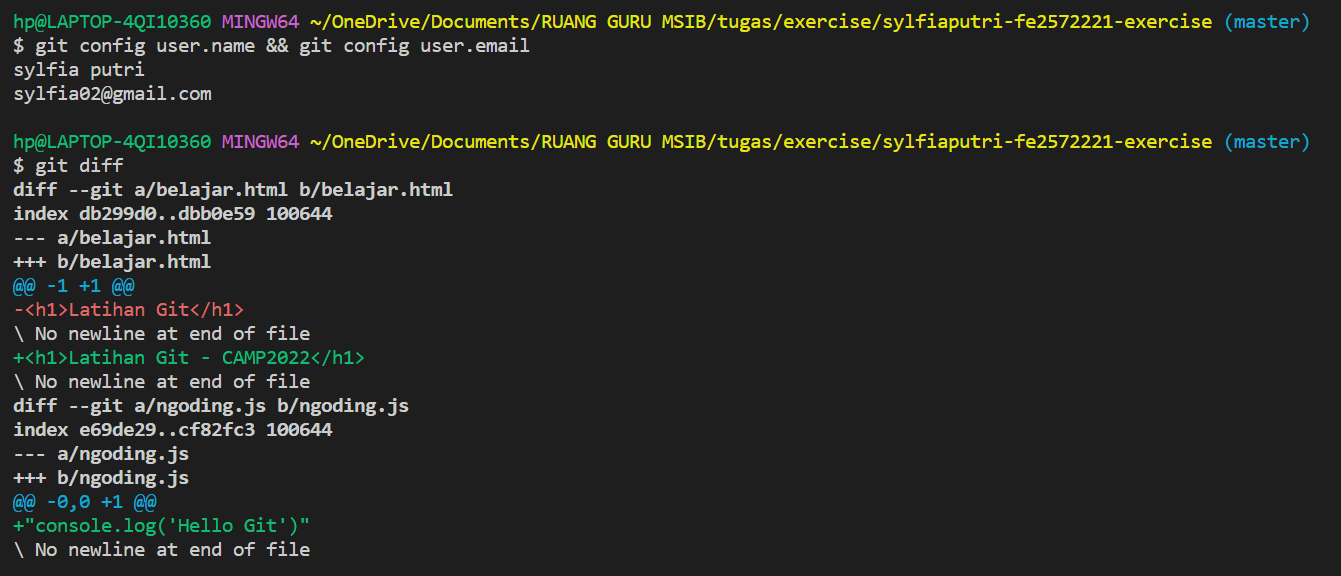 hp@LAPTOP-4QI10360 MINGW64 ~/OneDrive/Documents/RUANG GURU MSIB/tugas/exercise/sylfiaputri-fe2572221-exercise (master)
$ git config user.name && git config user.email
sylfia putri
sylfia02@gmail.com

hp@LAPTOP-4QI10360 MINGW64 ~/OneDrive/Documents/RUANG GURU MSIB/tugas/exercise/sylfiaputri-fe2572221-exercise (master)
$ git diff
diff --git a/belajar.html b/belajar.html
index db299d0..dbb0e59 100644
--- a/belajar.html
+++ b/belajar.html
@@ -1 +1 @@
-<h1>Latihan Git</h1>
\ No newline at end of file
+<h1>Latihan Git - CAMP2022</h1>
\ No newline at end of file
diff --git a/ngoding.js b/ngoding.js
index e69de29..cf82fc3 100644
--- a/ngoding.js
+++ b/ngoding.js
@@ -0,0 +1 @@
+"console.log('Hello Git')"
\ No newline at end of file